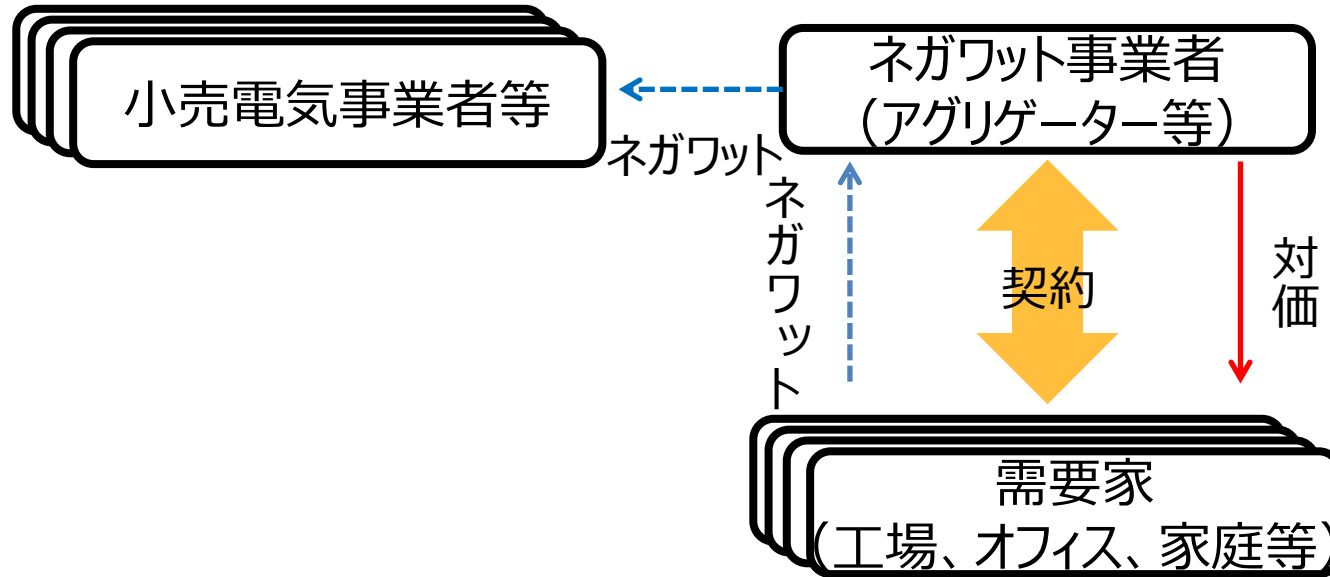 小売電気事業者等
ネガワット事業者
（アグリゲーター等）
ネガワット
ネガワット
契約
対価
需要家
（工場、オフィス、家庭等）